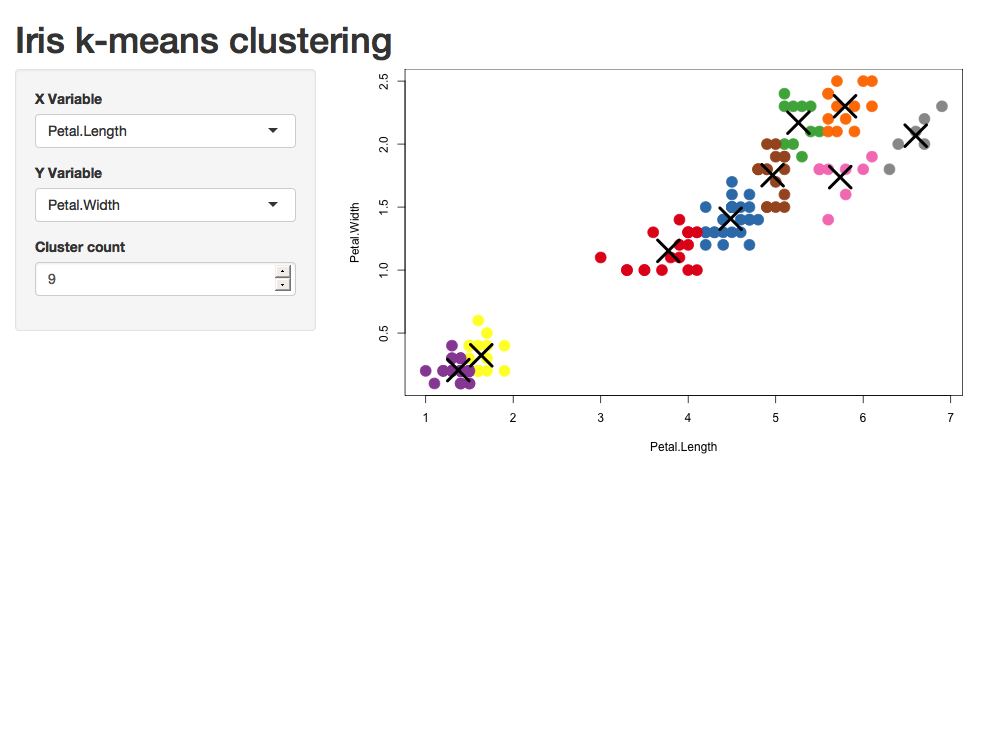 Iris k-means clustering
X Variable
Petal.Length
Y Variable
Petal.Width
Cluster count
9
Petal.Width
2.5
2.0
1.5
1.0
0.5
1 2 3 4 5 6 7
Petal.Length